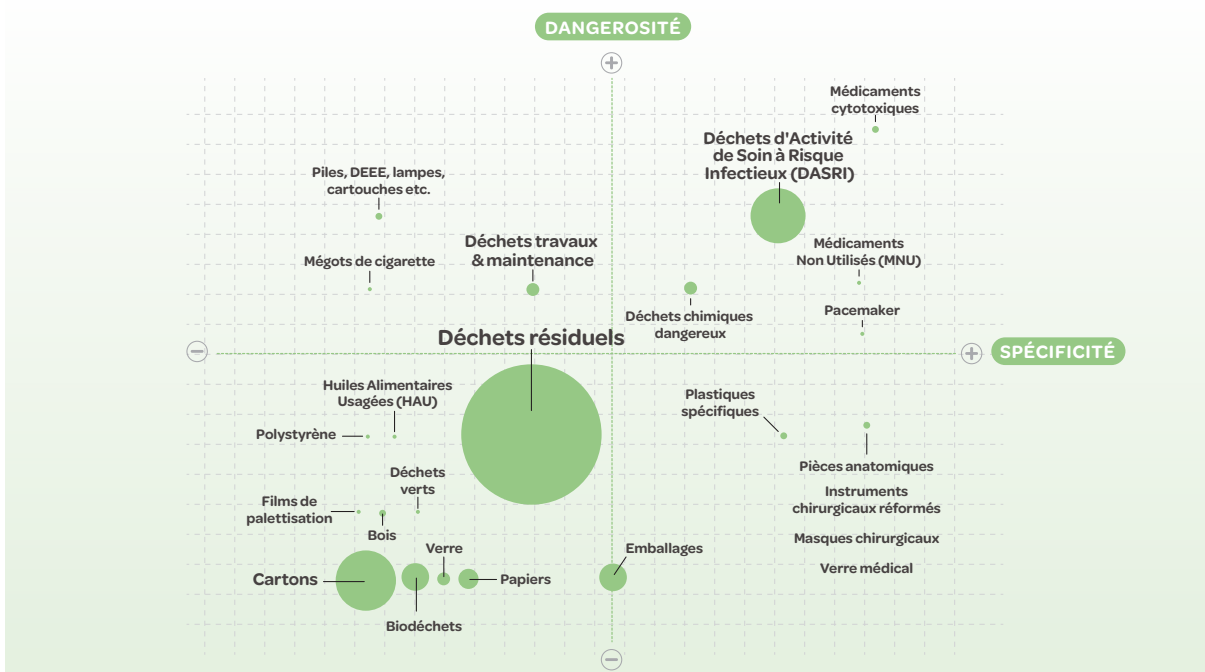 DANGEROSITÉ
Médicaments
cytotoxiques
Déchets d'Activité
de Soin à Risque
Infectieux (DASRI)
Piles, DEEE, lampes,
cartouches etc.
Déchets travaux
& maintenance
Médicaments
Non Utilisés (MNU)
Mégots de cigarette
Pacemaker
Déchets chimiques
dangereux
Déchets résiduels
SPÉCIFICITÉ
Huiles Alimentaires
Usagées (HAU)
Plastiques
spécifiques
Polystyrène
Pièces anatomiques
Déchets
verts
Instruments
chirurgicaux réformés
Films de
palettisation
Bois
Masques chirurgicaux
Verre
Emballages
Verre médical
Cartons
Papiers
Biodéchets